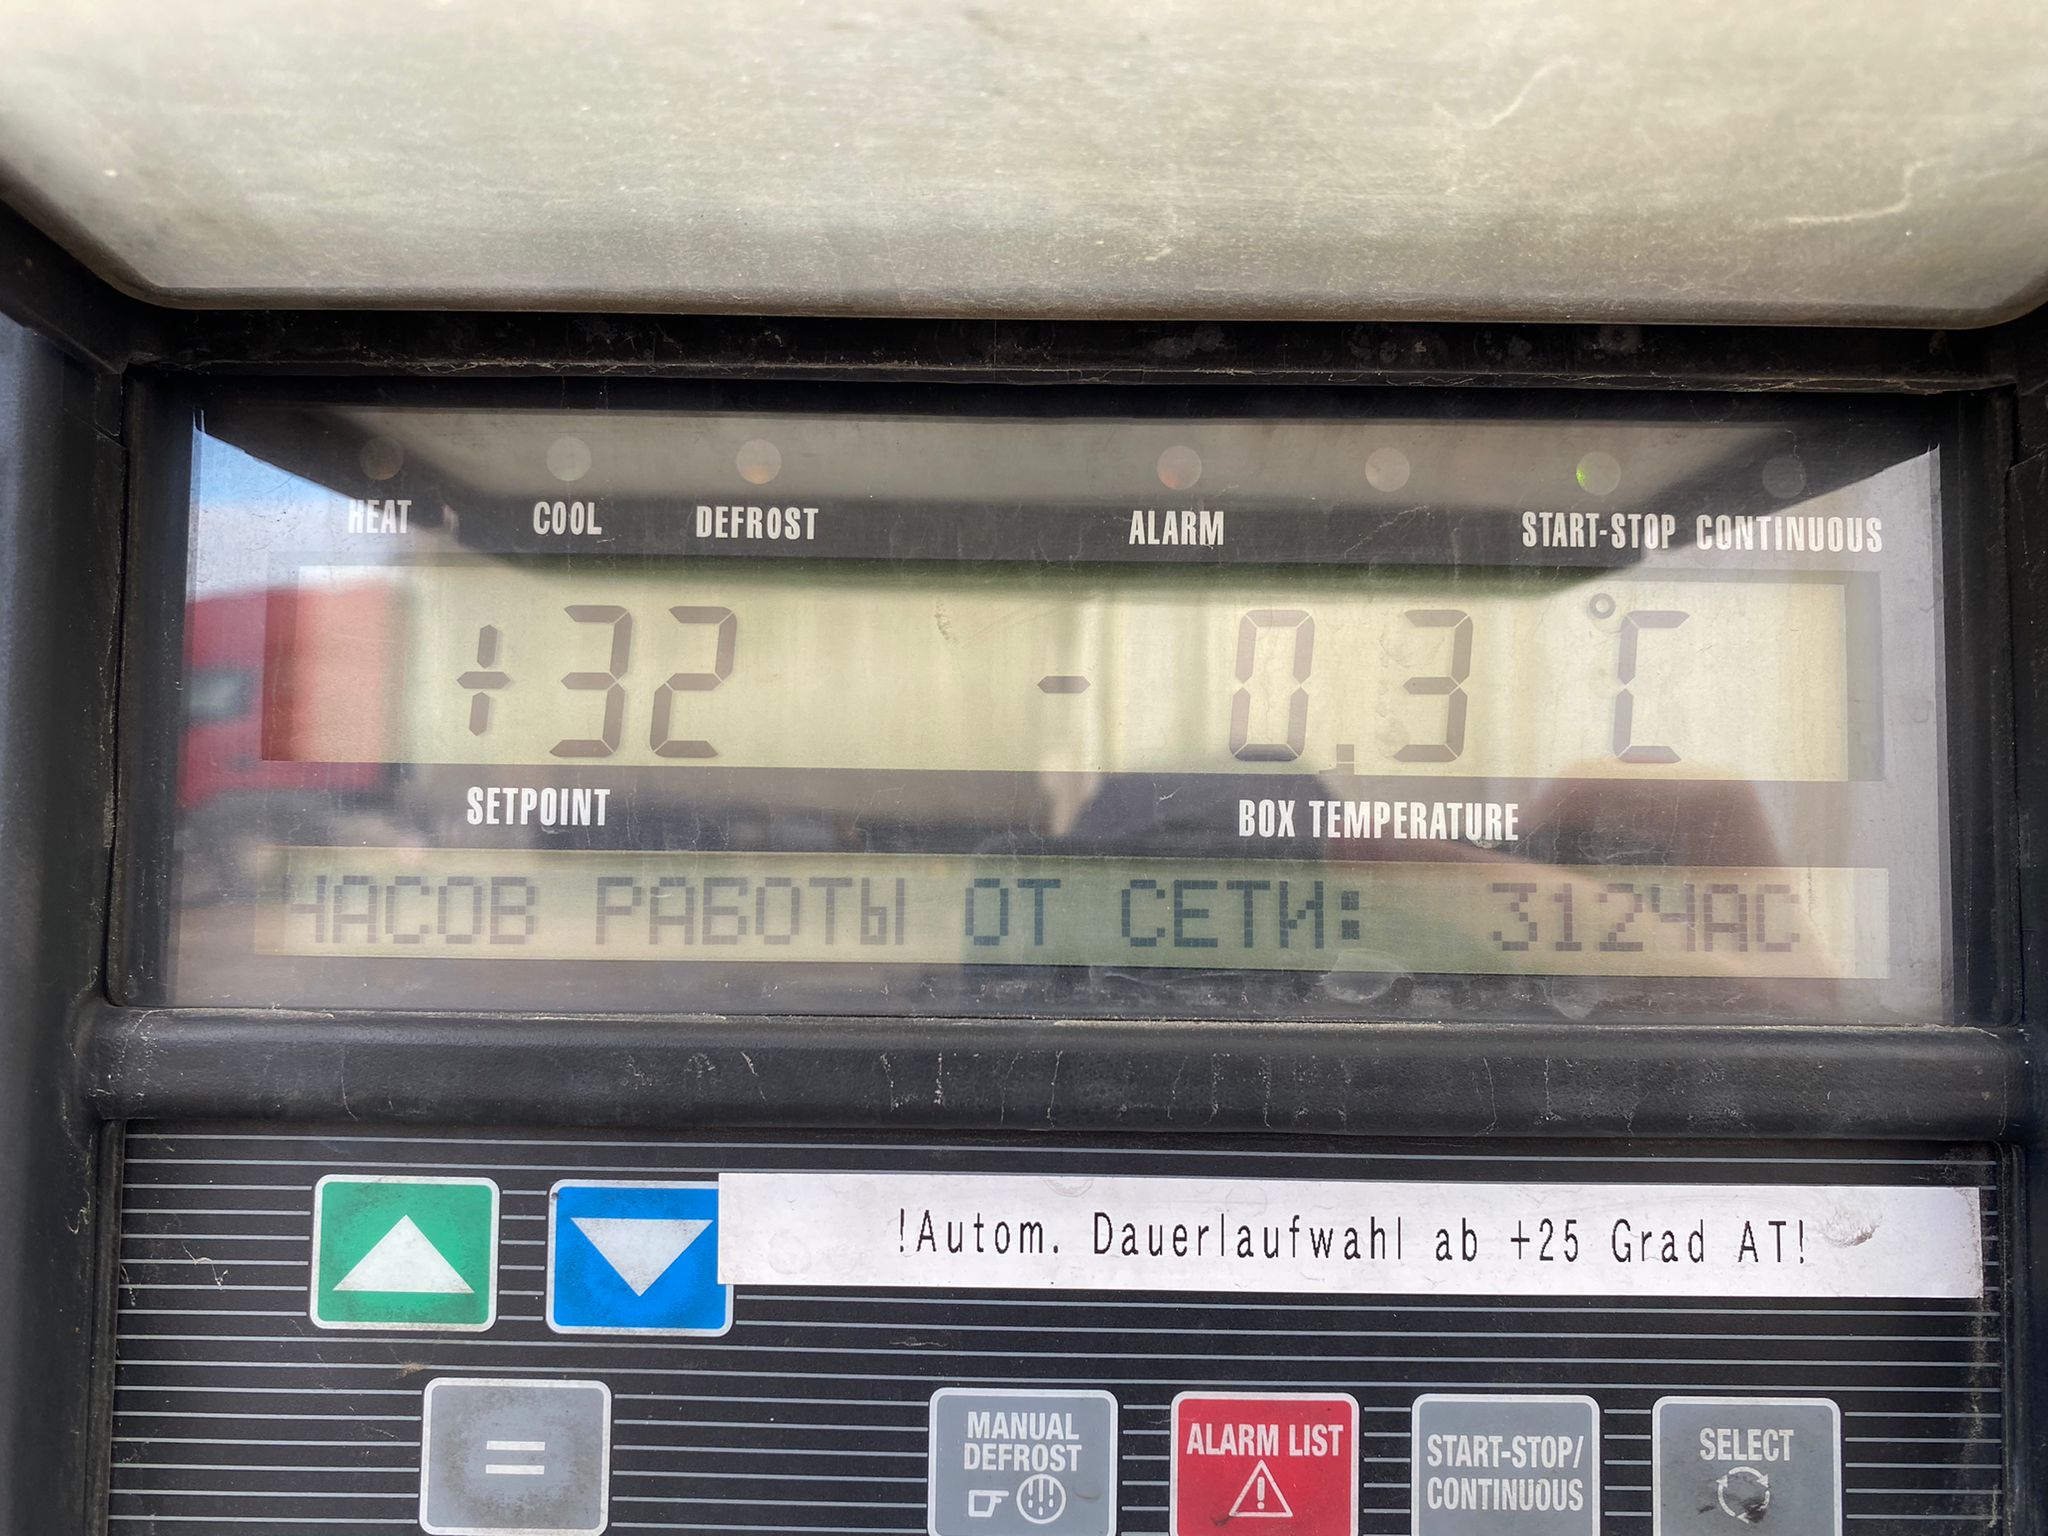 HEAT COOL DEFROST ALARM START-STOP CONTINUOUS
+32 - 0.3 °C
SETPOINT BOX TEMPERATURE
ЧАСОВ РАБОТЫ ОТ СЕТИ: 312ЧАС
!Autom. Dauerlaufwahl ab +25 Grad AT!
=
MANUAL DEFROST
ALARM LIST
START-STOP/
CONTINUOUS
SELECT